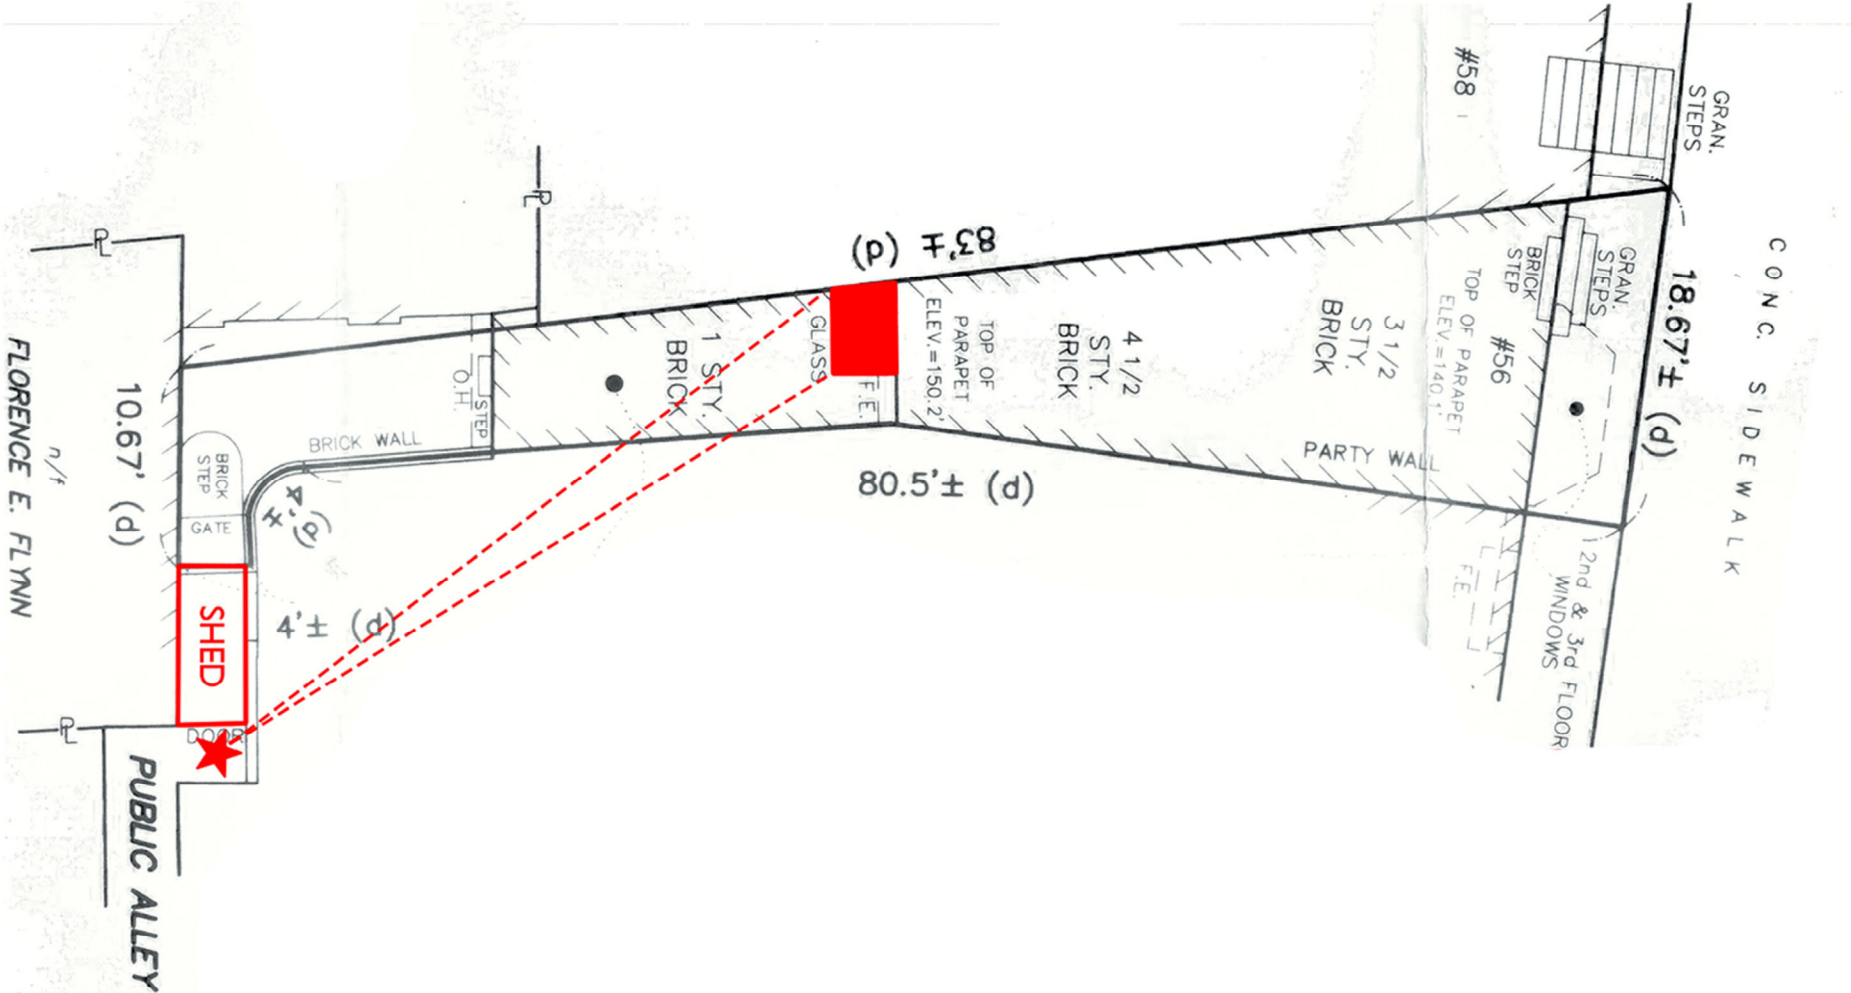 #58
GRAN.
STEPS
PL
PL
83'± (d)
CONC. SIDEWALK
18.67'± (d)
GRAN.
STEPS
BRICK
STEP
#56
TOP OF PARAPET
ELEV.=140.1'
3 1/2
STY.
BRICK
4 1/2
STY.
BRICK
TOP OF
PARAPET
ELEV.=150.2'
GLASS
F.E.
1 STY.
BRICK
O.H.
STEP
BRICK WALL
PARTY WALL
80.5'± (d)
10.67' (d)
n/f
FLORENCE E. FLYNN
BRICK
STEP
GATE
4'±
(d)
4'± (d)
SHED
F.E.
2nd & 3rd FLOOR
WINDOWS
PL
DOOR
PUBLIC ALLEY